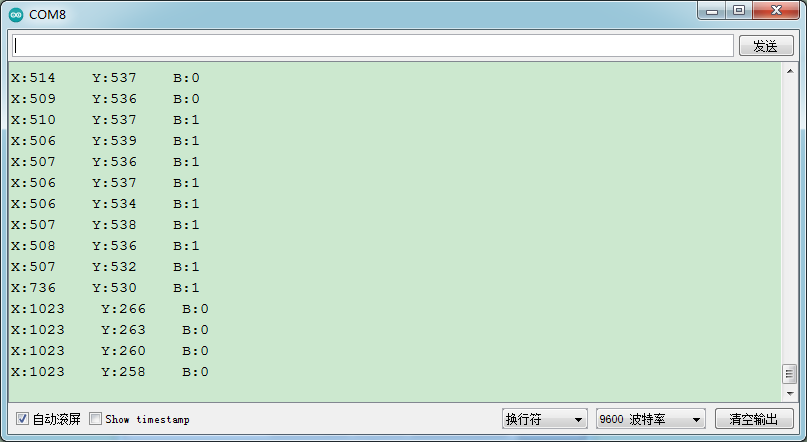 COM8
发送
X:514    Y:537    B:0
X:509    Y:536    B:0
X:510    Y:537    B:1
X:506    Y:539    B:1
X:507    Y:536    B:1
X:506    Y:537    B:1
X:506    Y:534    B:1
X:507    Y:538    B:1
X:508    Y:536    B:1
X:507    Y:532    B:1
X:736    Y:530    B:1
X:1023    Y:266    B:0
X:1023    Y:263    B:0
X:1023    Y:260    B:0
X:1023    Y:258    B:0
自动滚屏 Show timestamp 换行符 9600 波特率 清空输出